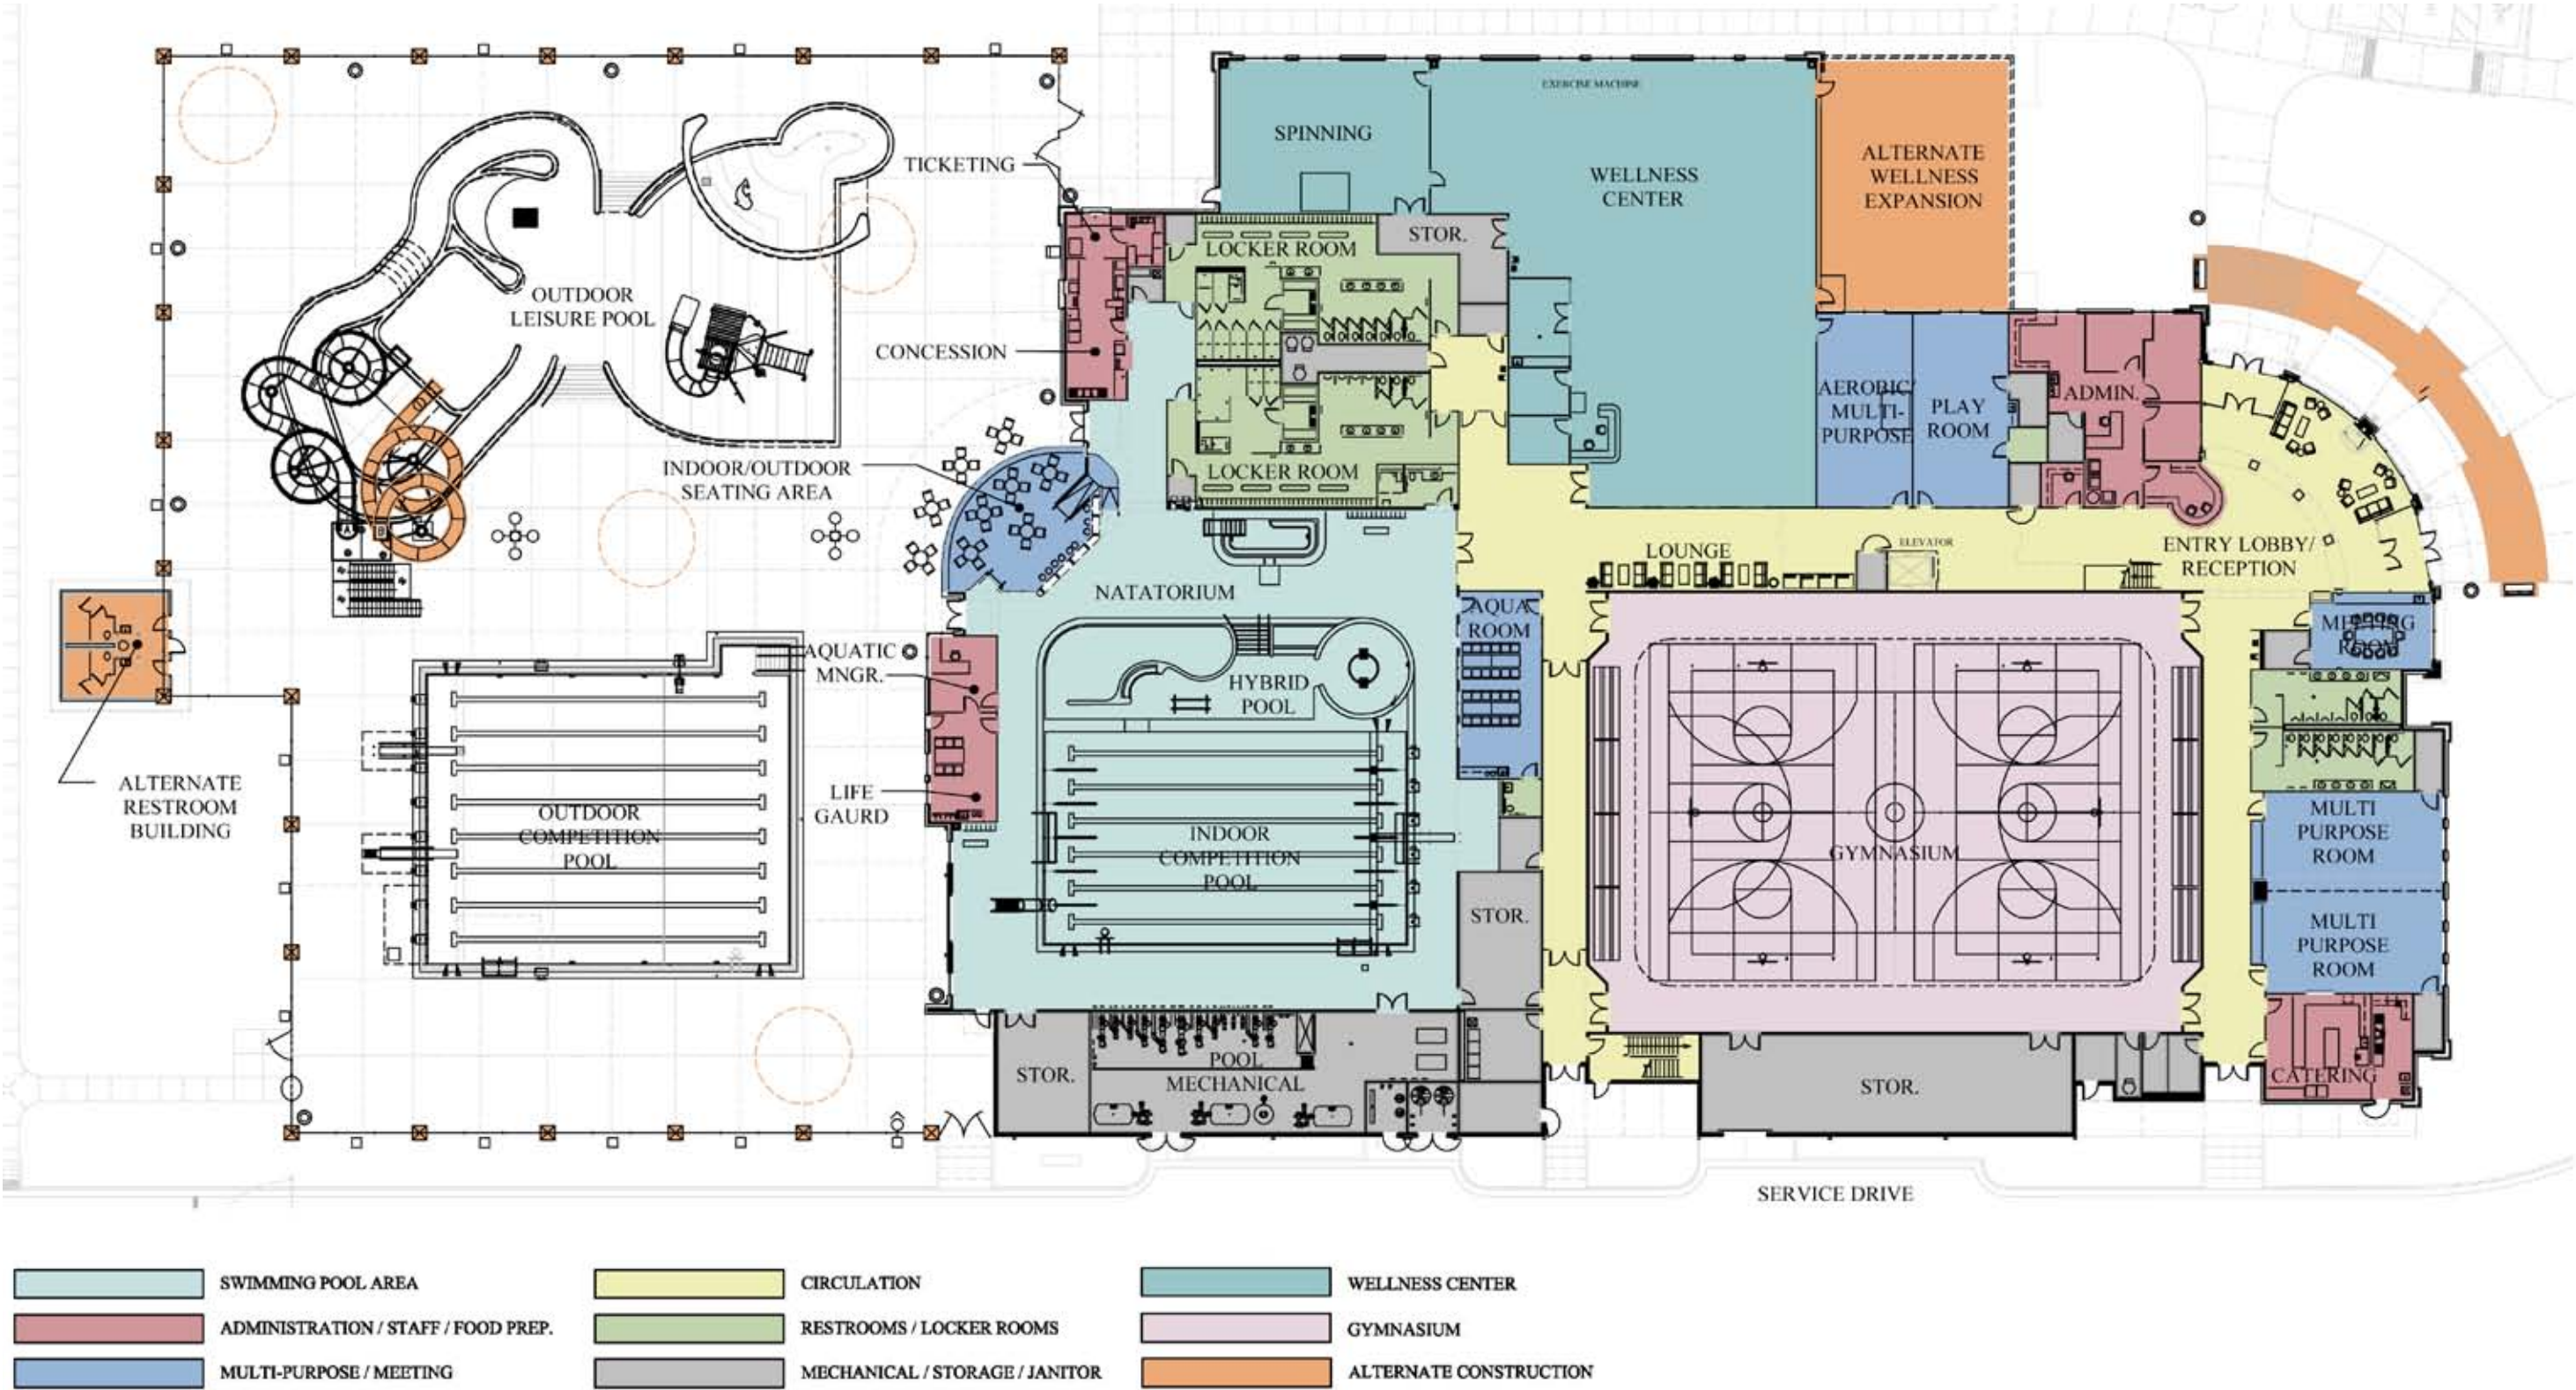 EXERCISE MACHINE
SPINNING
TICKETING
ALTERNATE
WELLNESS
EXPANSION
WELLNESS
CENTER
LOCKER ROOM
STOR.
OUTDOOR
LEISURE POOL
CONCESSION
AEROBIC/
MULTI-
PURPOSE
PLAY
ROOM
ADMIN.
INDOOR/OUTDOOR
SEATING AREA
LOCKER ROOM
A
B
LOUNGE
ELEVATOR
ENTRY LOBBY/
RECEPTION
NATATORIUM
AQUA
ROOM
MEETING
ROOM
AQUATIC
MNGR.
HYBRID
POOL
ALTERNATE
RESTROOM
BUILDING
LIFE
GAURD
OUTDOOR
COMPETITION
POOL
INDOOR
COMPETITION
POOL
GYMNASIUM
MULTI
PURPOSE
ROOM
STOR.
MULTI
PURPOSE
ROOM
STOR.
POOL
MECHANICAL
STOR.
CATERING
SERVICE DRIVE
SWIMMING POOL AREA
ADMINISTRATION / STAFF / FOOD PREP.
MULTI-PURPOSE / MEETING
CIRCULATION
RESTROOMS / LOCKER ROOMS
MECHANICAL / STORAGE / JANITOR
WELLNESS CENTER
GYMNASIUM
ALTERNATE CONSTRUCTION